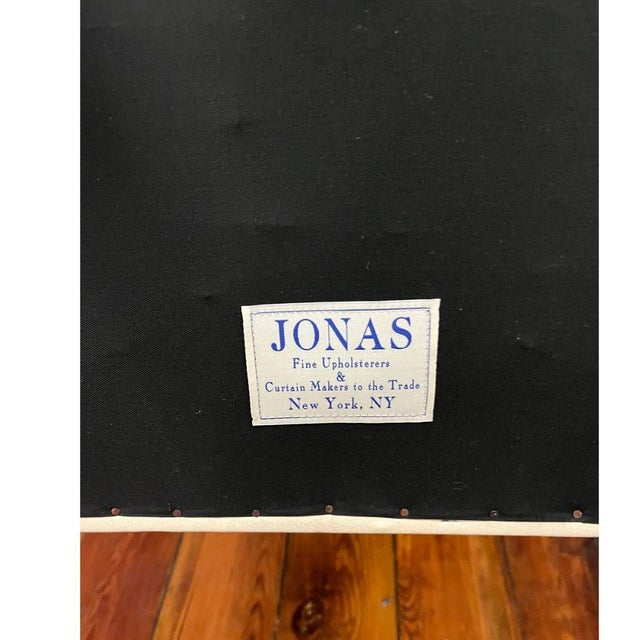 JONAS
Fine Upholsterers
&
Curtain Makers to the Trade
New York, NY